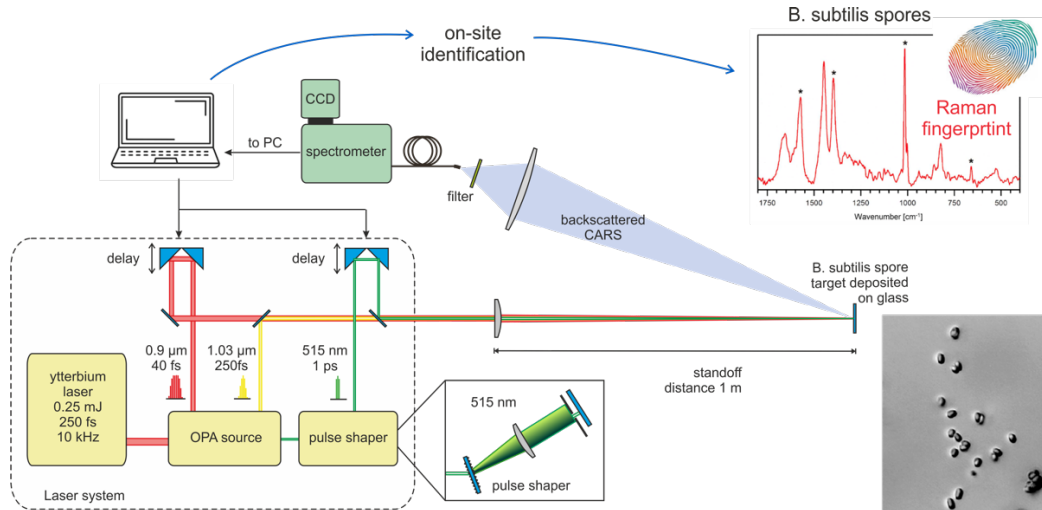 on-site
identification
B. subtilis spores
CCD
spectrometer
to PC
filter
backscattered
CARS
*
*
*
*
Raman
fingerprtint
1750
1500
1250
1000
750
500
Wavenumber [cm⁻¹]
delay
delay
B. subtilis spore
target deposited
on glass
0.9 µm
40 fs
1.03 µm
250fs
515 nm
1 ps
standoff
distance 1 m
ytterbium
laser
0.25 mJ
250 fs
10 kHz
OPA source
pulse shaper
515 nm
pulse shaper
Laser system